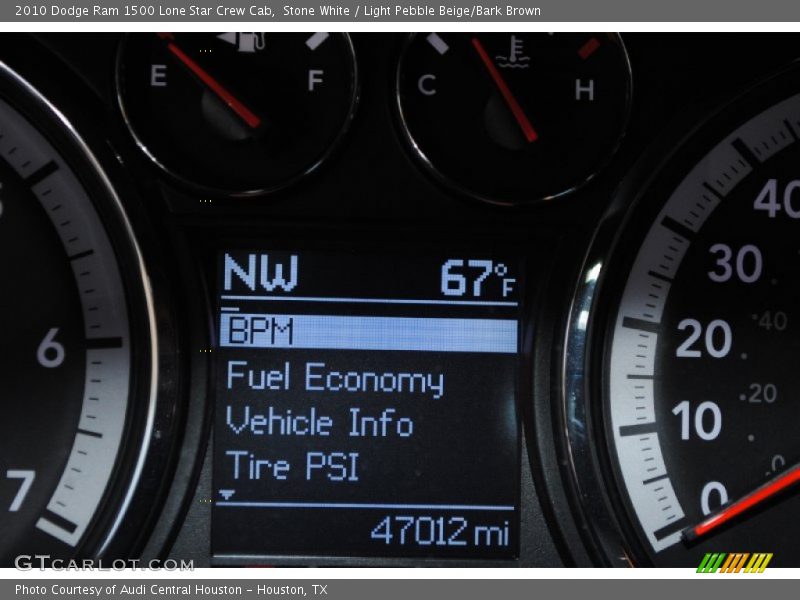 2010 Dodge Ram 1500 Lone Star Crew Cab, Stone White / Light Pebble Beige/Bark Brown
E F
C H
NW 67°F
BPM
Fuel Economy
Vehicle Info
Tire PSI
47012 mi
6
7
40
30
20
10
0
40
20
0
GTCarLot.com
Photo Courtesy of Audi Central Houston - Houston, TX